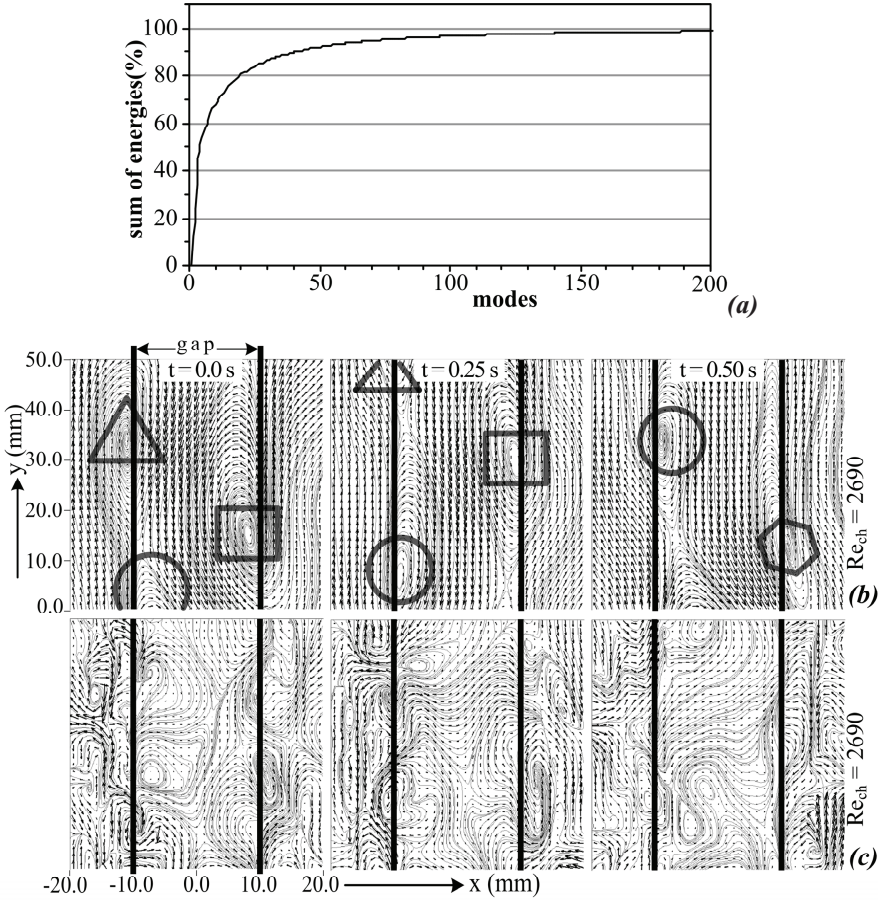 100
80
60
40
20
0
sum of energies(%)
0 50 100 150 200
modes
(a)
gap
t = 0.0 s t = 0.25 s t = 0.50 s
50.0
40.0
30.0
20.0
10.0
0.0
y (mm)
Re_ch = 2690
(b)
Re_ch = 2690
(c)
-20.0 -10.0 0.0 10.0 20.0 x (mm)